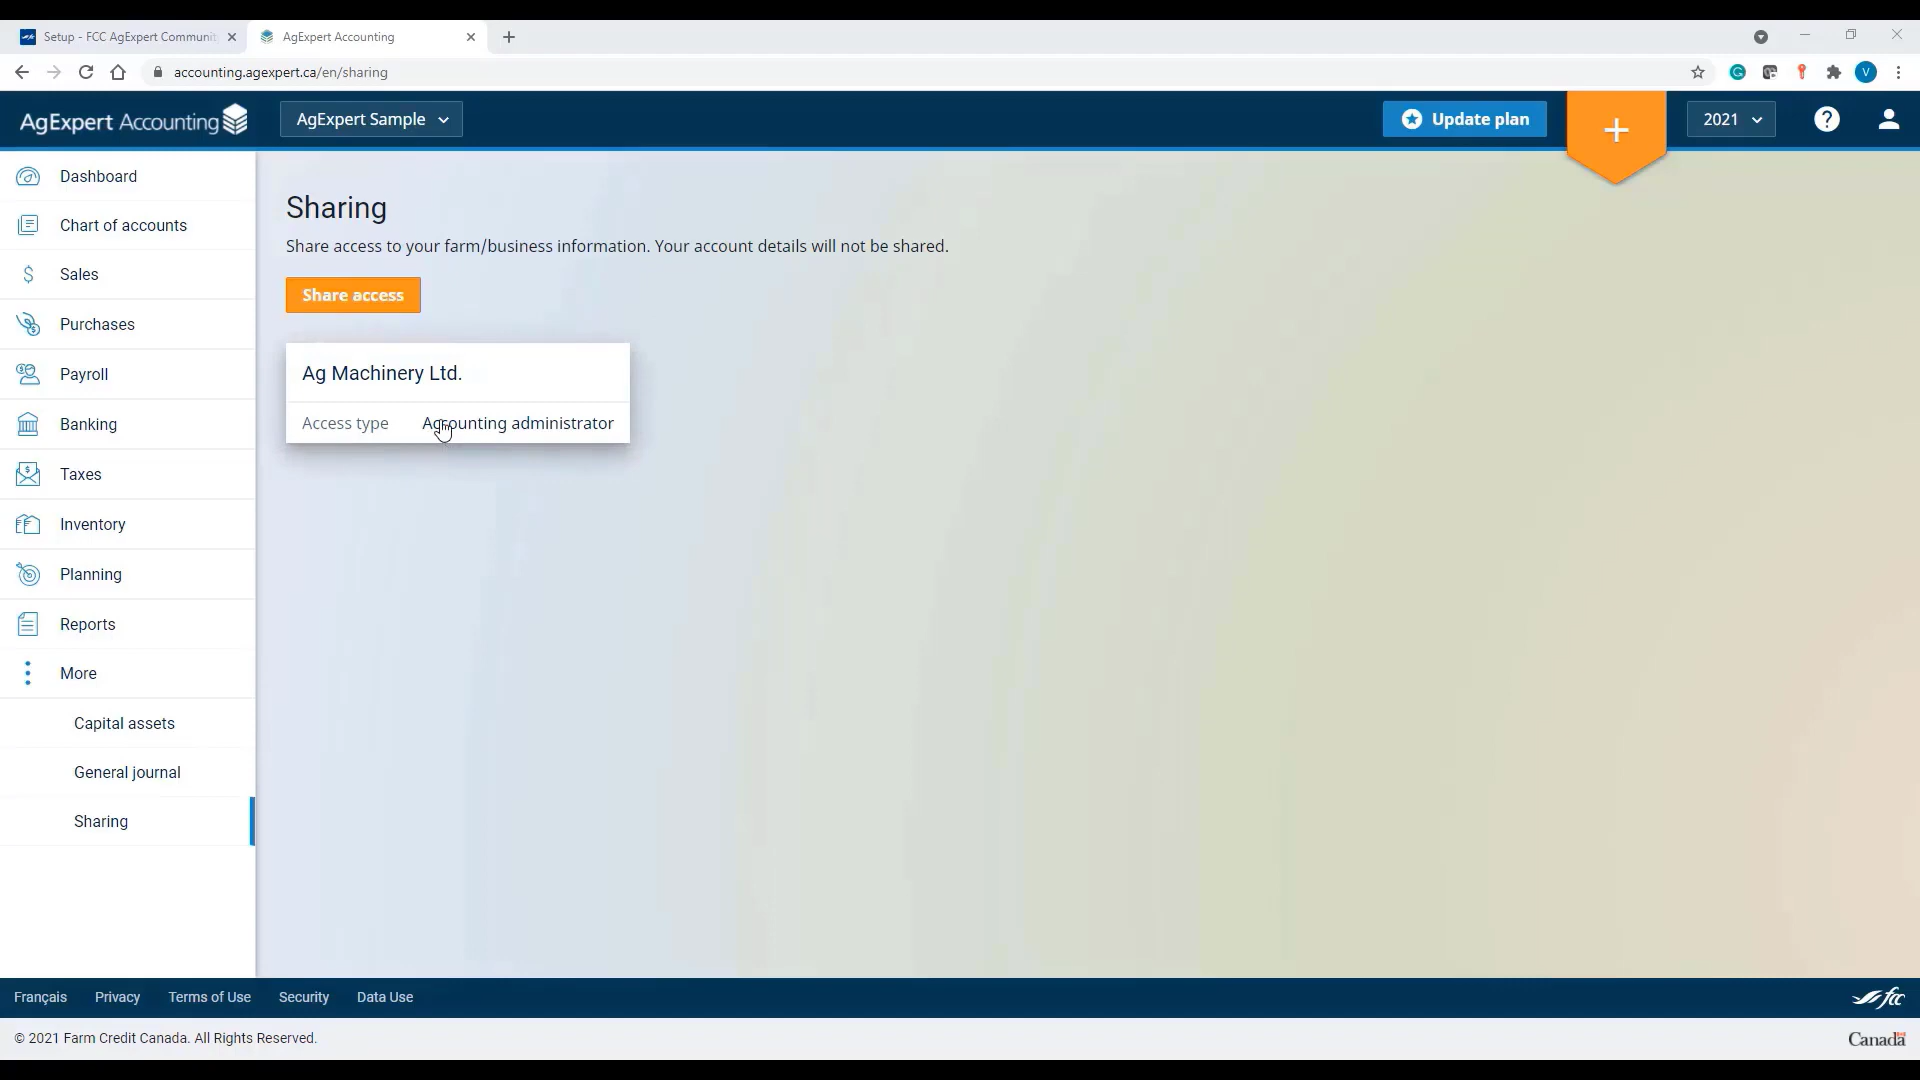 Setup - FCC AgExpert Communit
AgExpert Accounting
accounting.agexpert.ca/en/sharing
V
AgExpert Accounting
AgExpert Sample
Update plan
+
2021
?
Dashboard
Chart of accounts
Sales
Purchases
Payroll
Banking
Taxes
Inventory
Planning
Reports
More
Capital assets
General journal
Sharing
Sharing
Share access to your farm/business information. Your account details will not be shared.
Share access
Ag Machinery Ltd.
Access type Accounting administrator
Français Privacy Terms of Use Security Data Use
fcc
© 2021 Farm Credit Canada. All Rights Reserved.
Canada